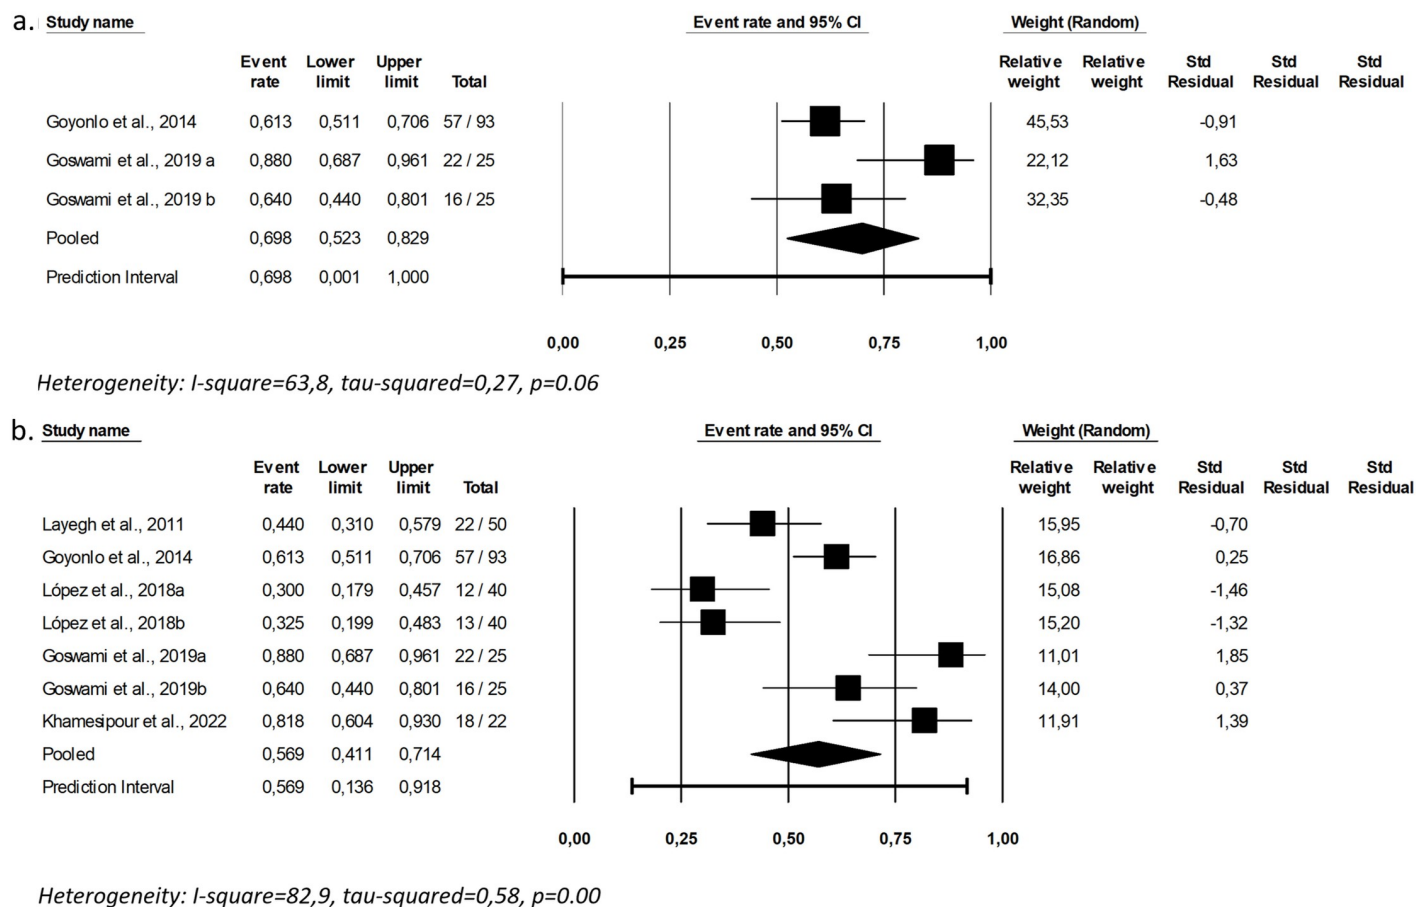 a. Study name Event rate and 95% CI Weight (Random)
Event rate Lower limit Upper limit Total Relative weight Relative weight Std Residual Std Residual Std Residual
Goyonlo et al., 2014 0,613 0,511 0,706 57 / 93 45,53 -0,91
Goswami et al., 2019 a 0,880 0,687 0,961 22 / 25 22,12 1,63
Goswami et al., 2019 b 0,640 0,440 0,801 16 / 25 32,35 -0,48
Pooled 0,698 0,523 0,829
Prediction Interval 0,698 0,001 1,000
0,00 0,25 0,50 0,75 1,00
Heterogeneity: I-square=63,8, tau-squared=0,27, p=0.06
b. Study name Event rate and 95% CI Weight (Random)
Event rate Lower limit Upper limit Total Relative weight Relative weight Std Residual Std Residual Std Residual
Layegh et al., 2011 0,440 0,310 0,579 22 / 50 15,95 -0,70
Goyonlo et al., 2014 0,613 0,511 0,706 57 / 93 16,86 0,25
López et al., 2018a 0,300 0,179 0,457 12 / 40 15,08 -1,46
López et al., 2018b 0,325 0,199 0,483 13 / 40 15,20 -1,32
Goswami et al., 2019a 0,880 0,687 0,961 22 / 25 11,01 1,85
Goswami et al., 2019b 0,640 0,440 0,801 16 / 25 14,00 0,37
Khamesipour et al., 2022 0,818 0,604 0,930 18 / 22 11,91 1,39
Pooled 0,569 0,411 0,714
Prediction Interval 0,569 0,136 0,918
0,00 0,25 0,50 0,75 1,00
Heterogeneity: I-square=82,9, tau-squared=0,58, p=0.00